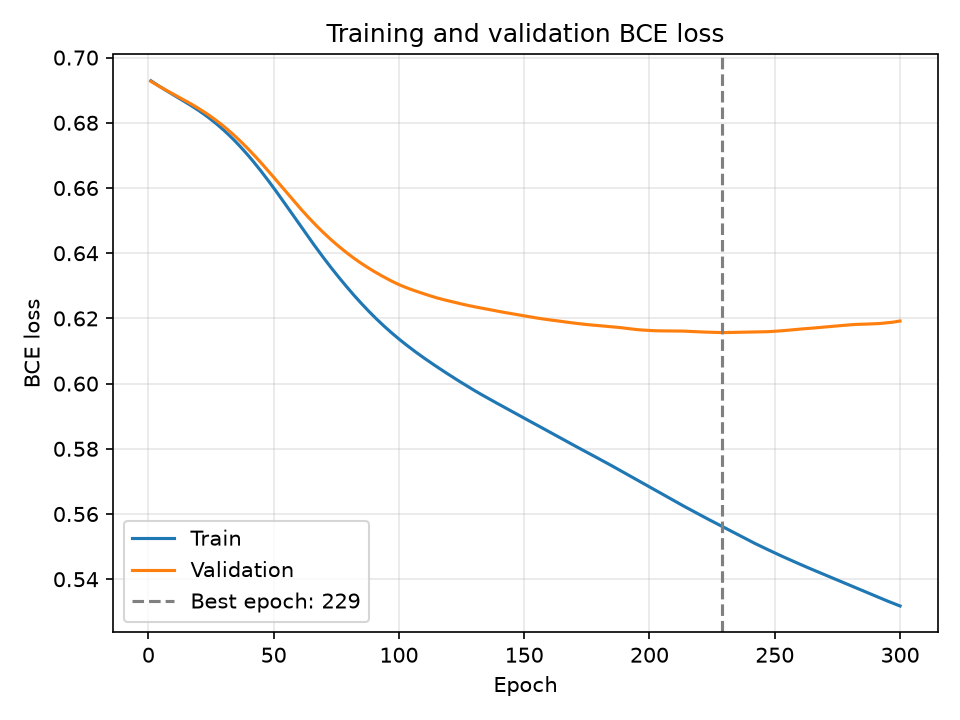 Training and validation BCE loss
0.70
0.68
0.66
0.64
0.62
0.60
0.58
0.56
0.54
BCE loss
Train
Validation
Best epoch: 229
0
50
100
150
200
250
300
Epoch